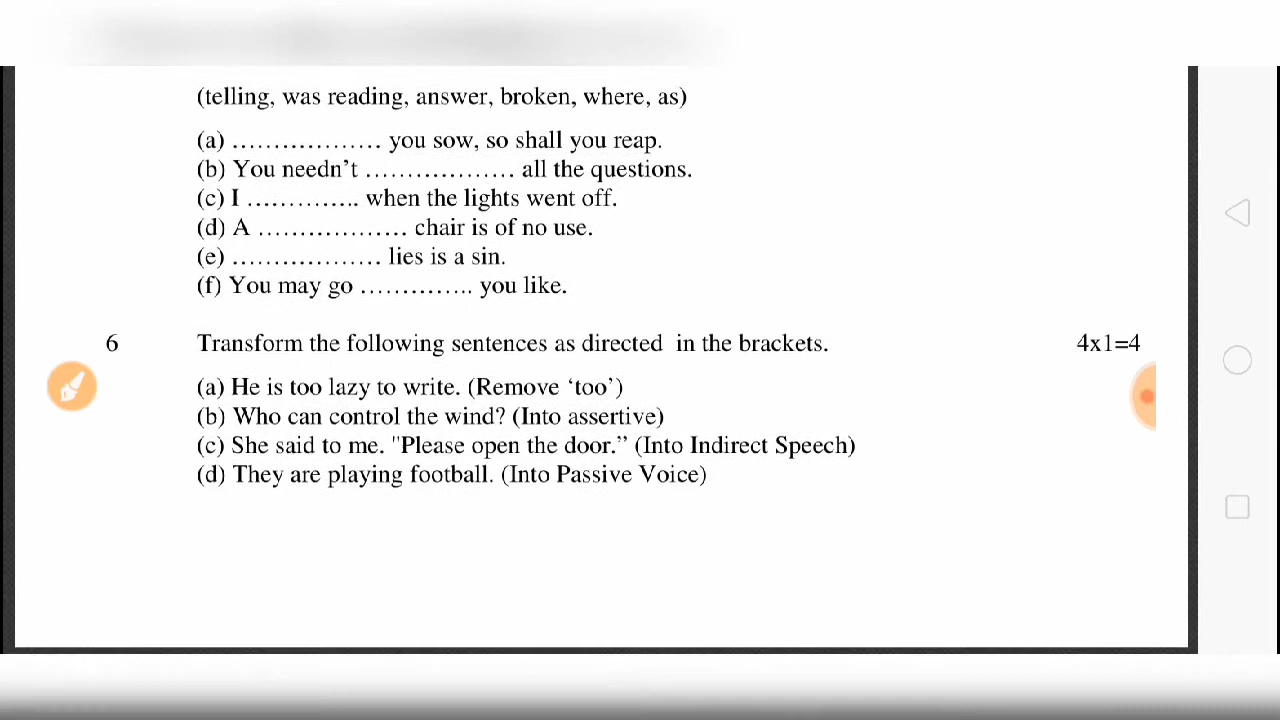 (telling, was reading, answer, broken, where, as)
(a) .................. you sow, so shall you reap.
(b) You needn't .................. all the questions.
(c) I ............. when the lights went off.
(d) A .................. chair is of no use.
(e) .................. lies is a sin.
(f) You may go .............. you like.
6 Transform the following sentences as directed in the brackets. 4x1=4
(a) He is too lazy to write. (Remove ‘too’)
(b) Who can control the wind? (Into assertive)
(c) She said to me. "Please open the door.” (Into Indirect Speech)
(d) They are playing football. (Into Passive Voice)